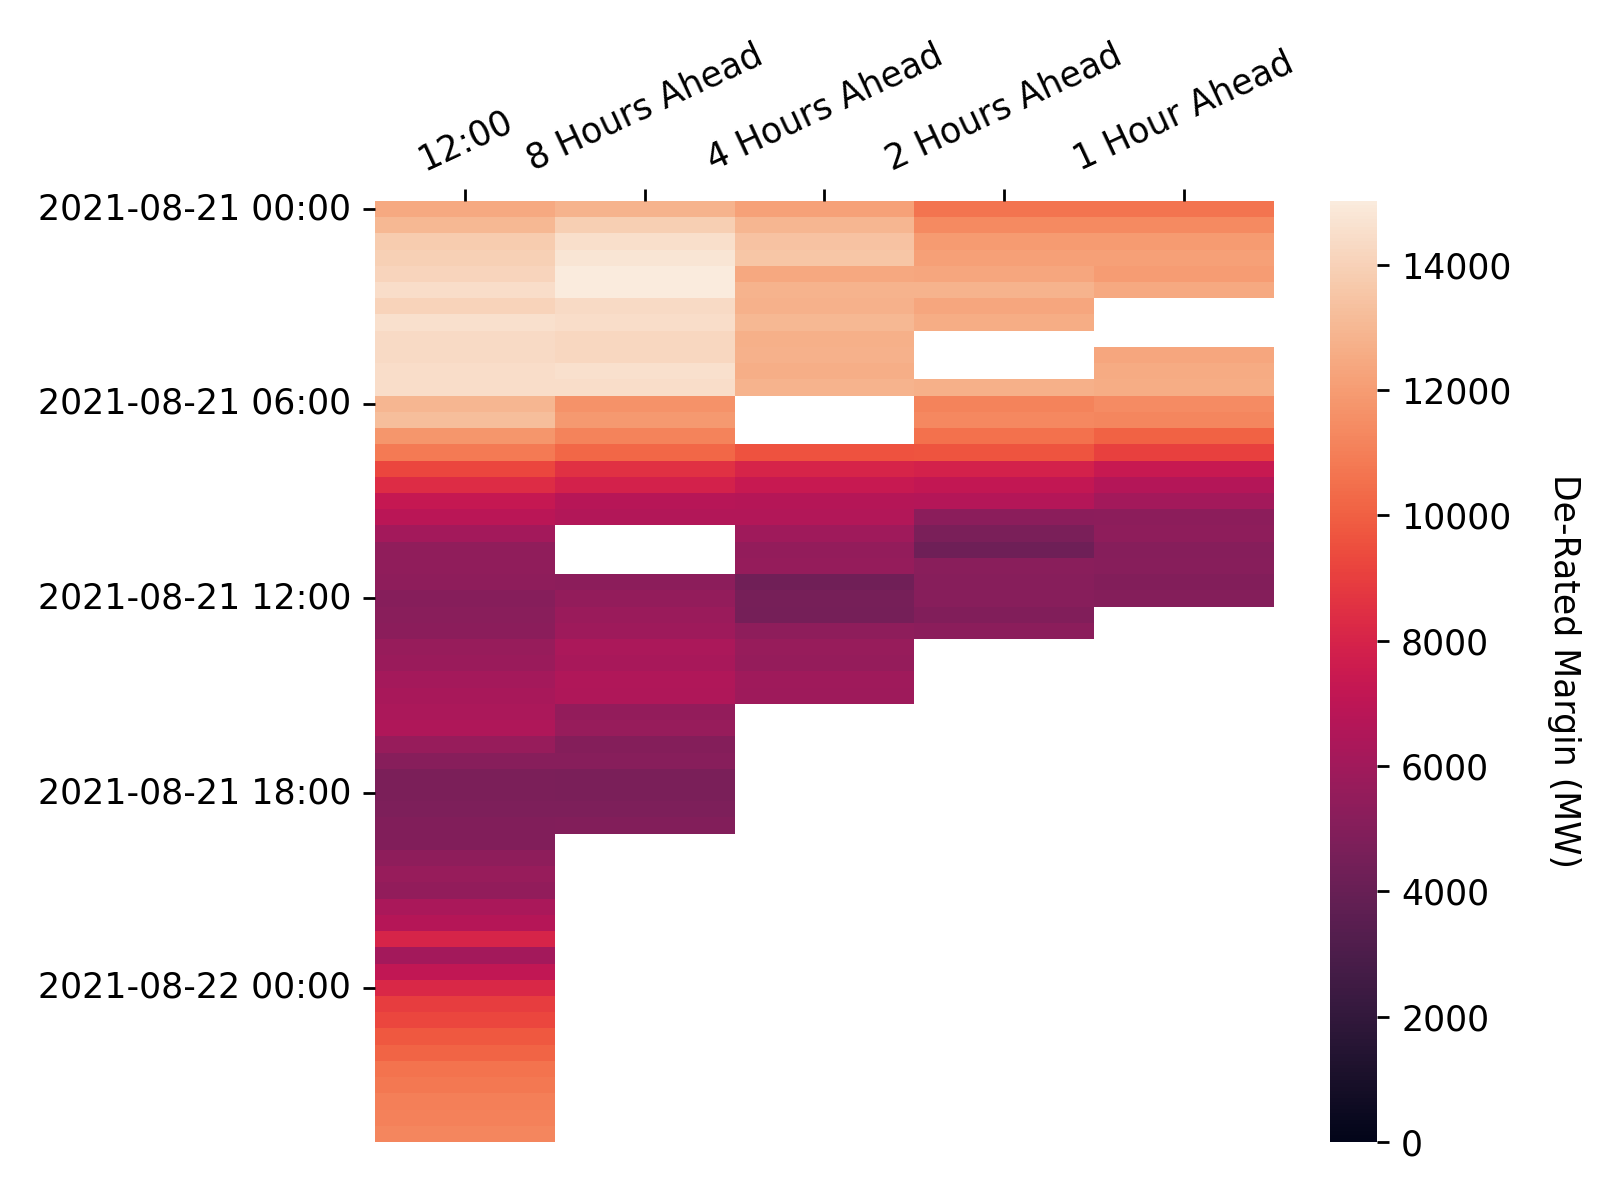 12:00
8 Hours Ahead
4 Hours Ahead
2 Hours Ahead
1 Hour Ahead
2021-08-21 00:00
2021-08-21 06:00
2021-08-21 12:00
2021-08-21 18:00
2021-08-22 00:00
14000
12000
10000
8000
6000
4000
2000
0
De-Rated Margin (MW)